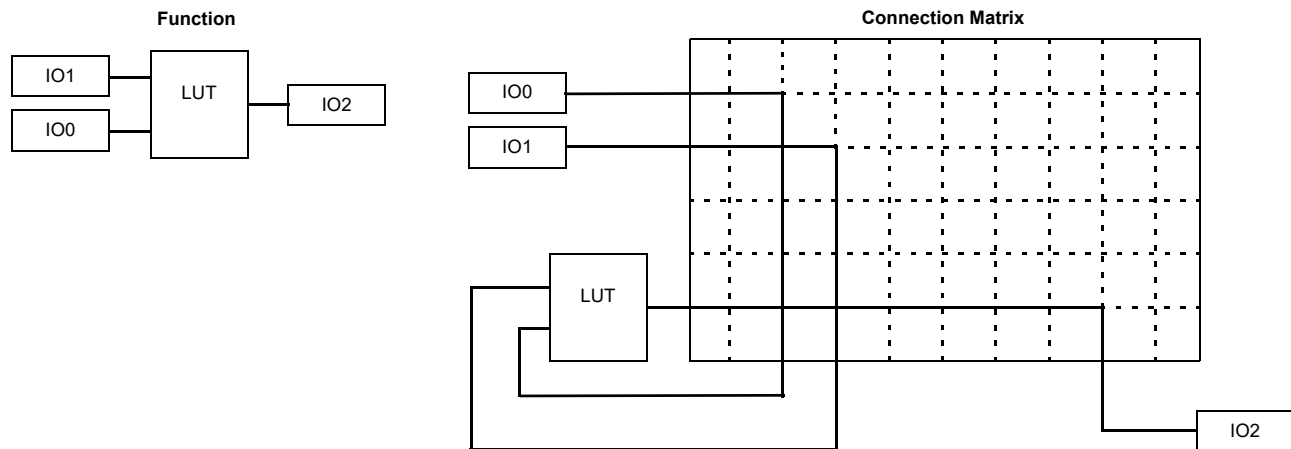 Function
IO1
LUT
IO0
IO2
Connection Matrix
IO0
IO1
LUT
IO2